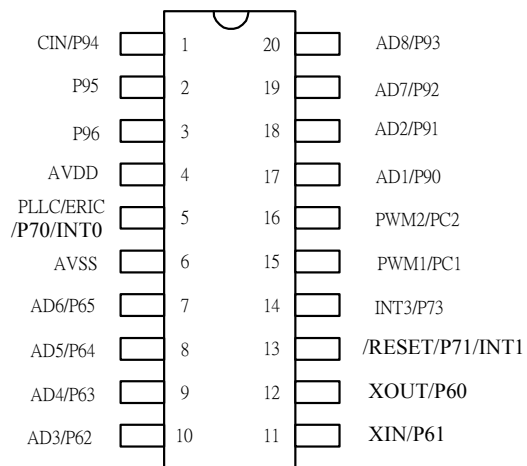 CIN/P94 1 20 AD8/P93
P95 2 19 AD7/P92
P96 3 18 AD2/P91
AVDD 4 17 AD1/P90
PLLC/ERIC
/P70/INT0 5 16 PWM2/PC2
AVSS 6 15 PWM1/PC1
AD6/P65 7 14 INT3/P73
AD5/P64 8 13 /RESET/P71/INT1
AD4/P63 9 12 XOUT/P60
AD3/P62 10 11 XIN/P61